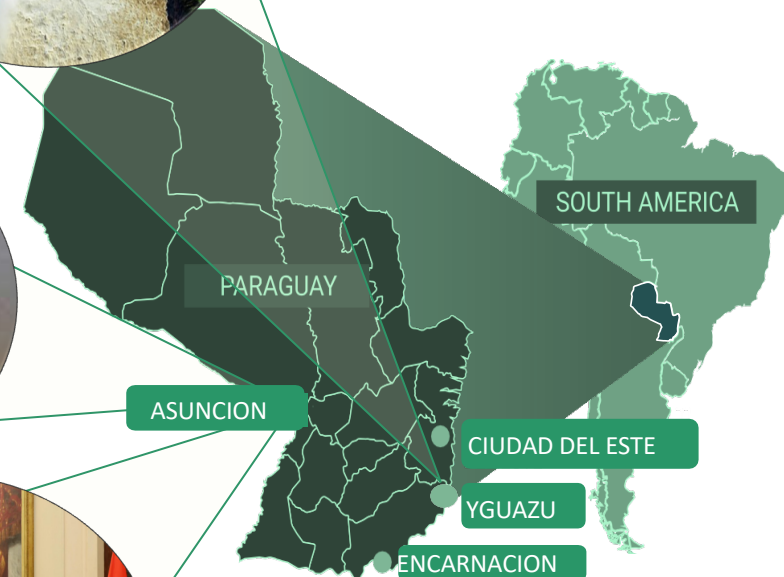 SOUTH AMERICA
PARAGUAY
ASUNCION
CIUDAD DEL ESTE
YGUAZU
ENCARNACION